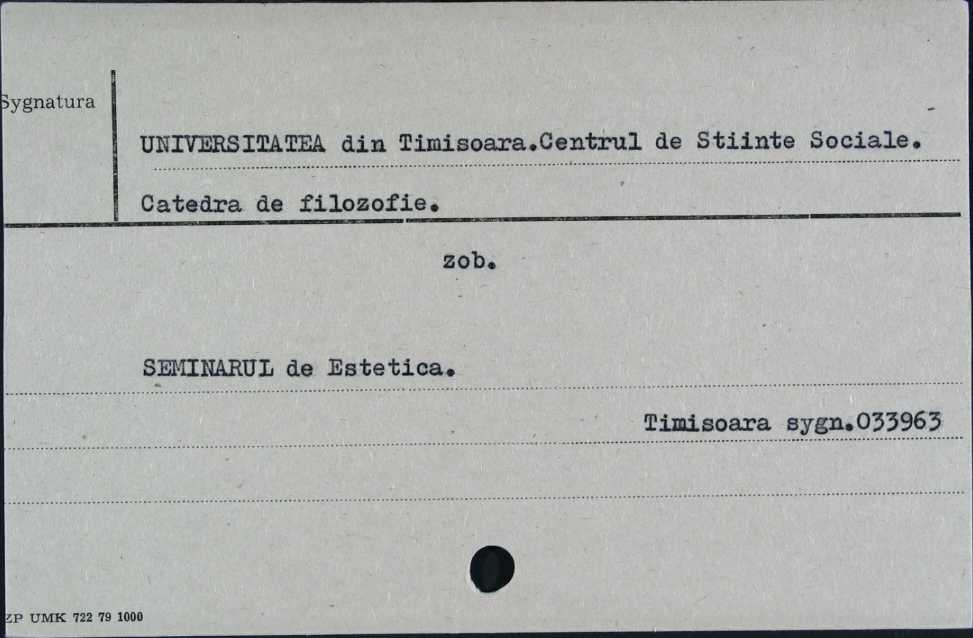 Sygnatura
UNIVERSITATEA din Timisoara.Centrul de Stiinte Sociale.
Catedra de filozofie.
zob.
SEMINARUL de Estetica.
Timisoara sygn.033963
ZP UMK 722 79 1000